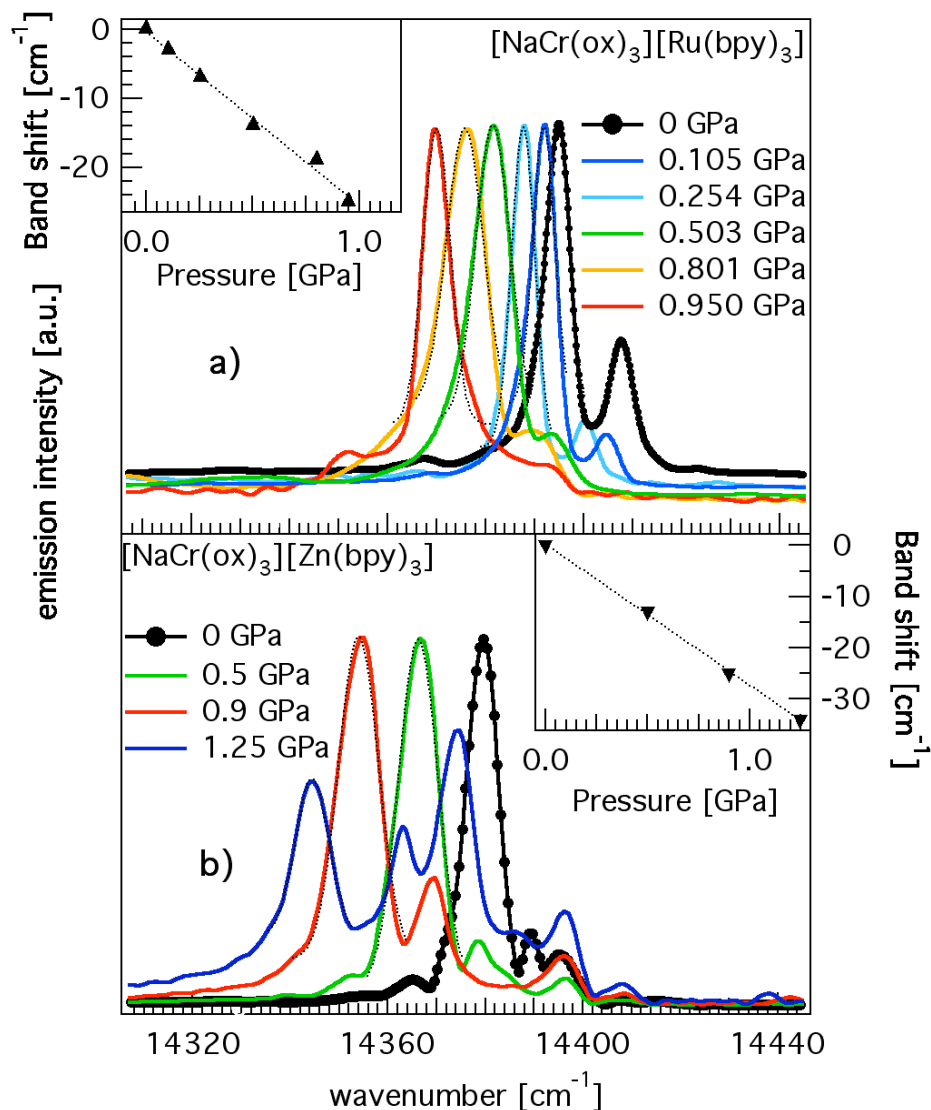 0
-10
-20
Band shift [cm⁻¹]
0.0 1.0
Pressure [GPa]
[NaCr(ox)₃][Ru(bpy)₃]
0 GPa
0.105 GPa
0.254 GPa
0.503 GPa
0.801 GPa
0.950 GPa
a)
emission intensity [a.u.]
[NaCr(ox)₃][Zn(bpy)₃]
0 GPa
0.5 GPa
0.9 GPa
1.25 GPa
0
-10
-20
-30
Band shift [cm⁻¹]
0.0 1.0
Pressure [GPa]
b)
14320 14360 14400 14440
wavenumber [cm⁻¹]